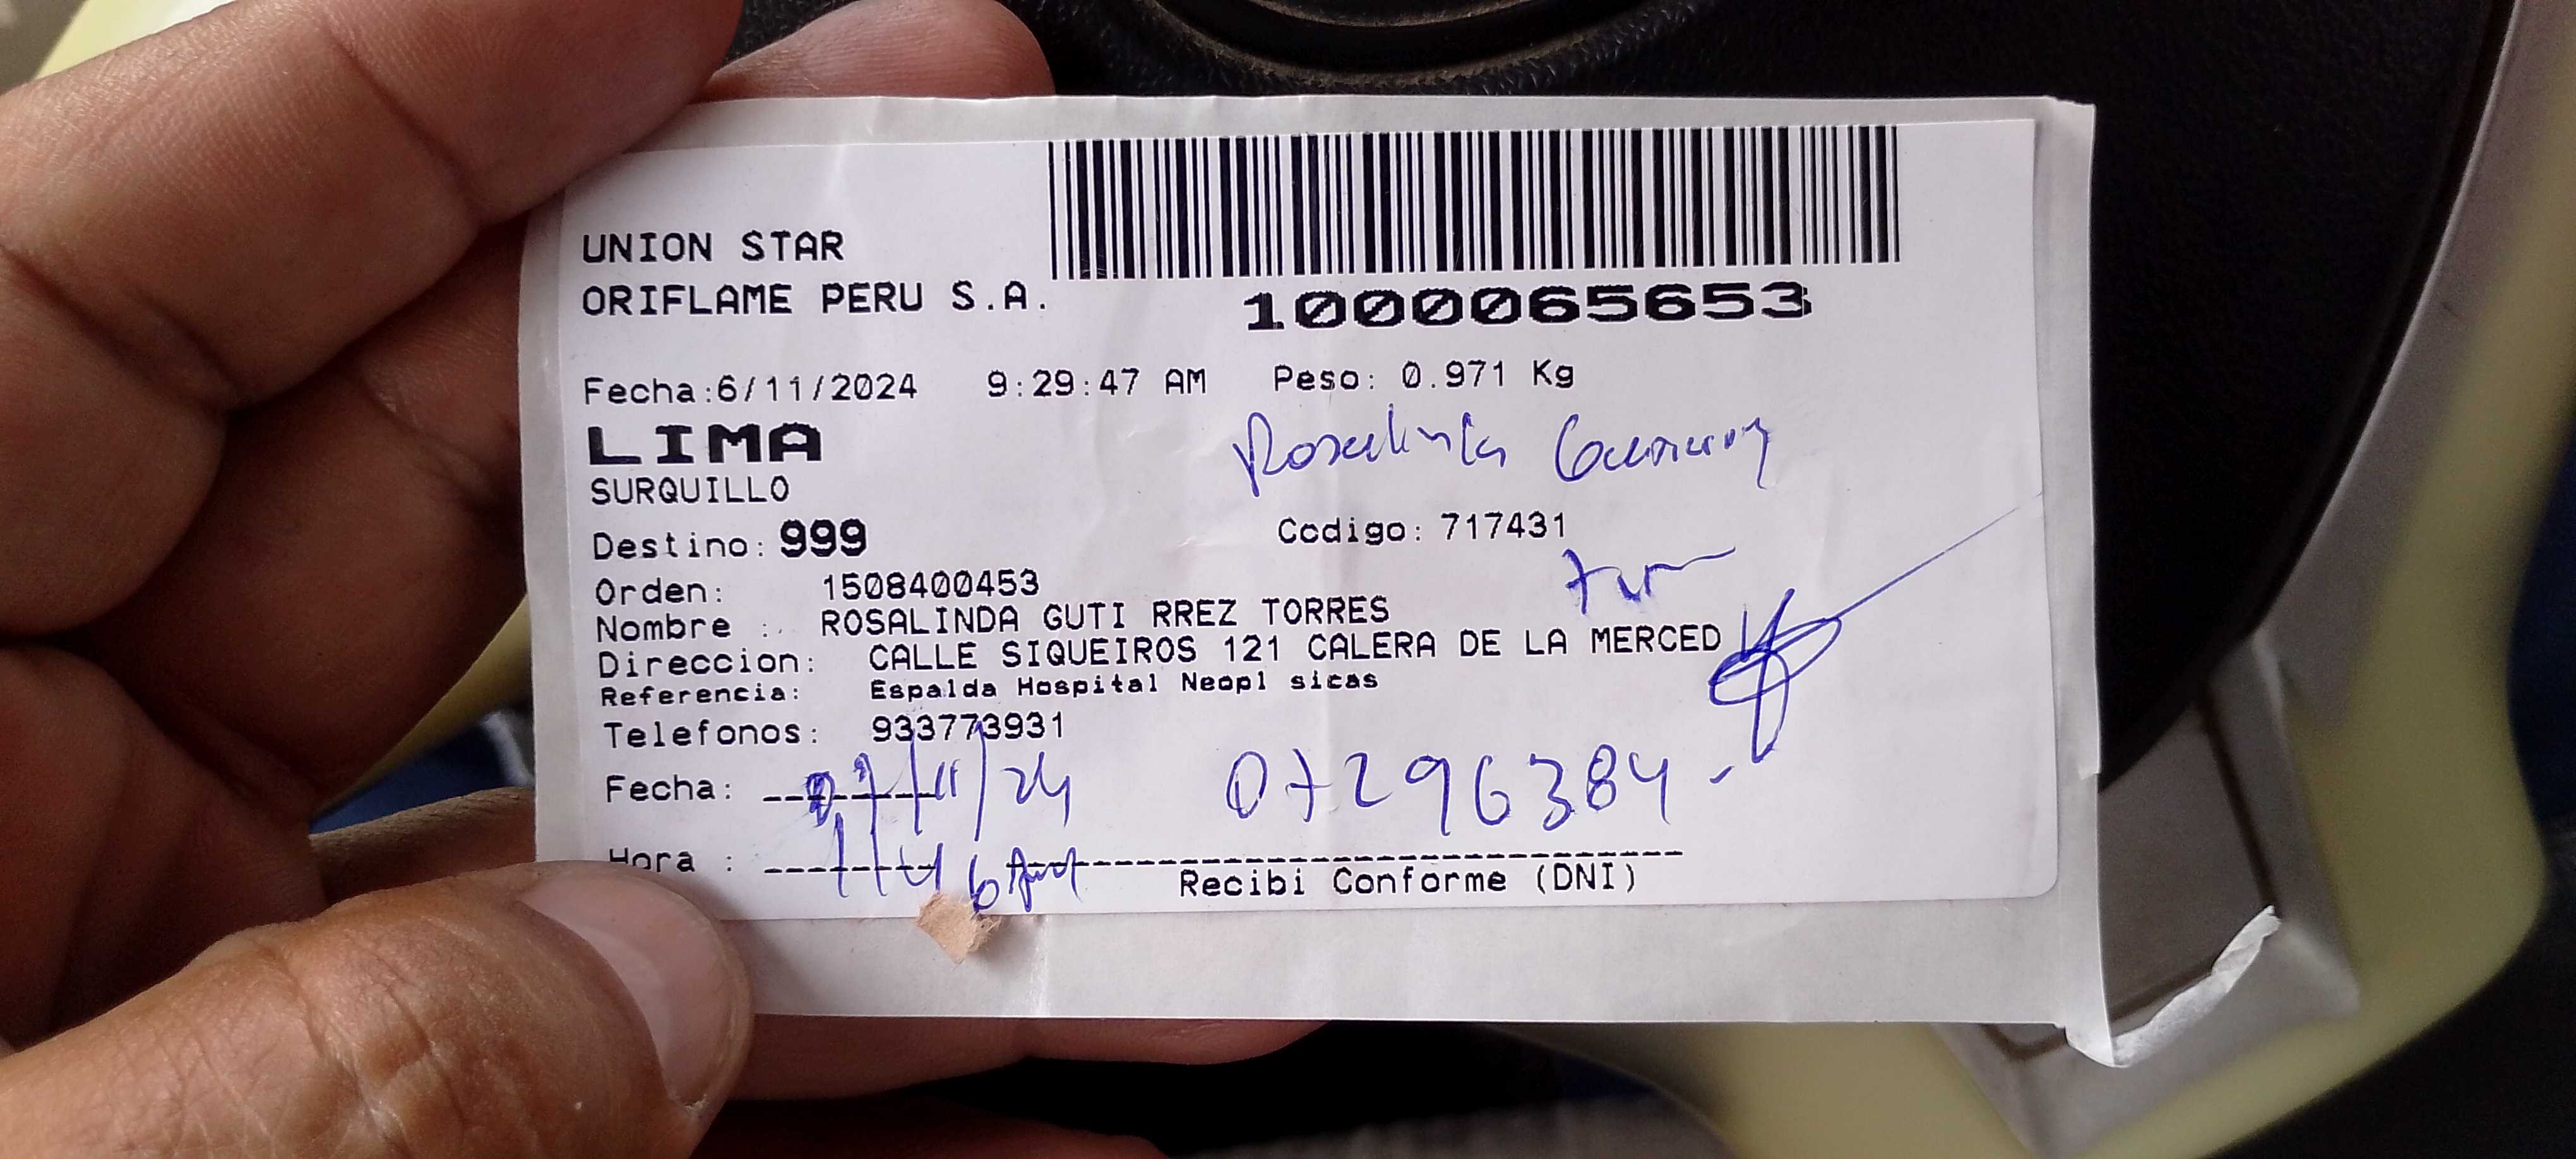 UNION STAR
ORIFLAME PERU S.A.
1000065653
Fecha:6/11/2024 9:29:47 AM Peso: 0.971 Kg
LIMA
SURQUILLO
Destino: 999 Codigo: 717431
Orden: 1508400453
Nombre : ROSALINDA GUTI RREZ TORRES
Direccion: CALLE SIQUEIROS 121 CALERA DE LA MERCED
Referencia: Espalda Hospital Neopl sicas
Telefonos: 933773931
Fecha: /11/24 07296384
Hora :
Recibi Conforme (DNI)